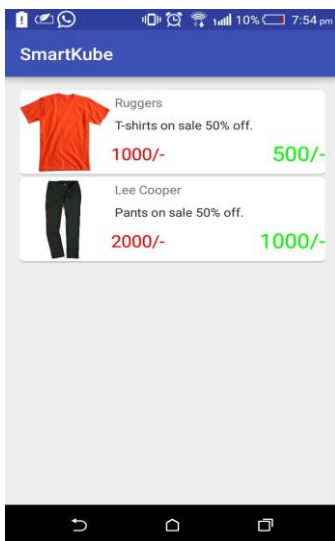 10% 7:54 pm
SmartKube
Ruggers
T-shirts on sale 50% off.
1000/- 500/-
Lee Cooper
Pants on sale 50% off.
2000/- 1000/-